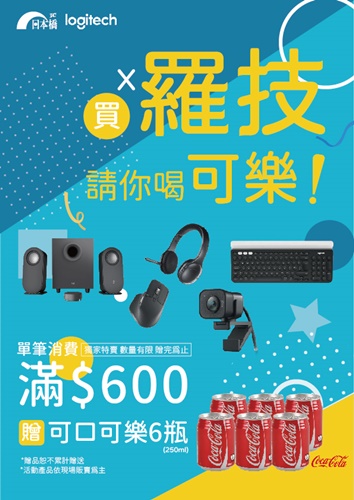 日本橋 logitech
買
羅技
請你喝可樂！
單筆消費 獨家特賣 數量有限 贈完為止
滿$600
贈 可口可樂6瓶
(250ml)
*贈品恕不累計贈送
*活動產品依現場販賣為主
Coca-Cola